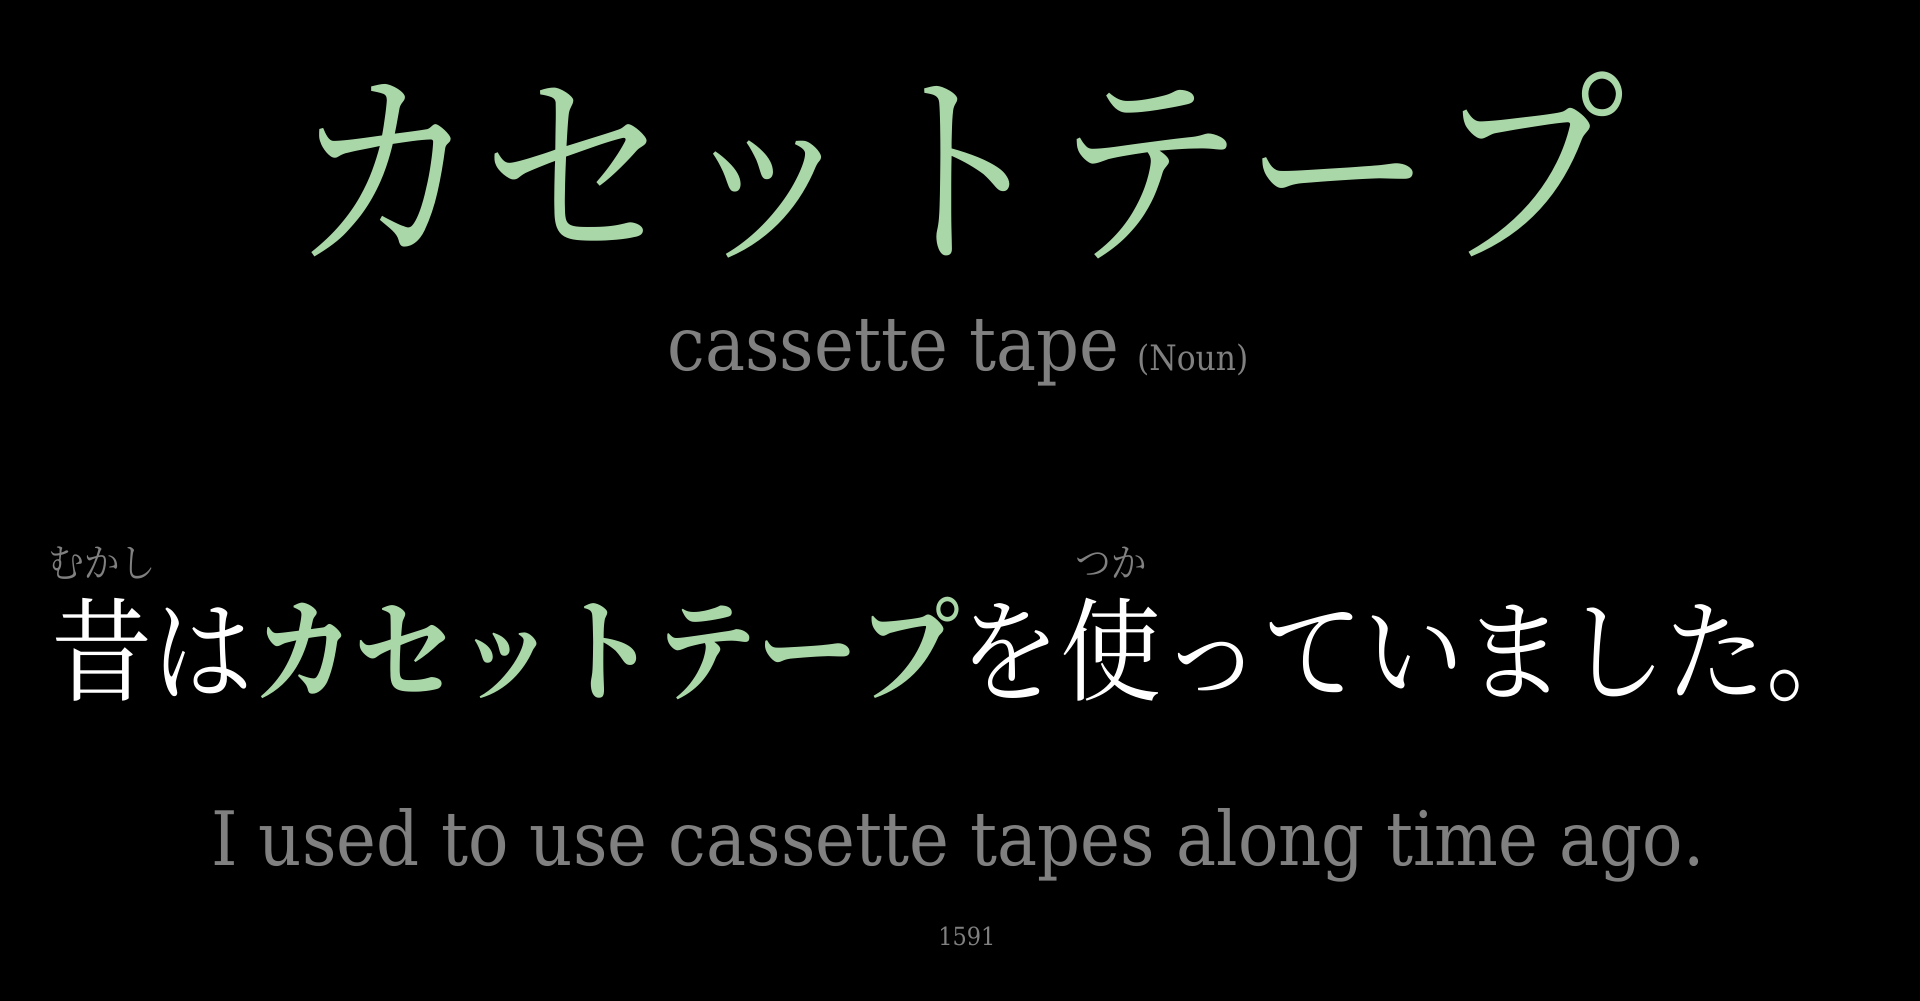 カセットテープ
cassette tape (Noun)
むかし つか
昔はカセットテープを使っていました。
I used to use cassette tapes along time ago.
1591